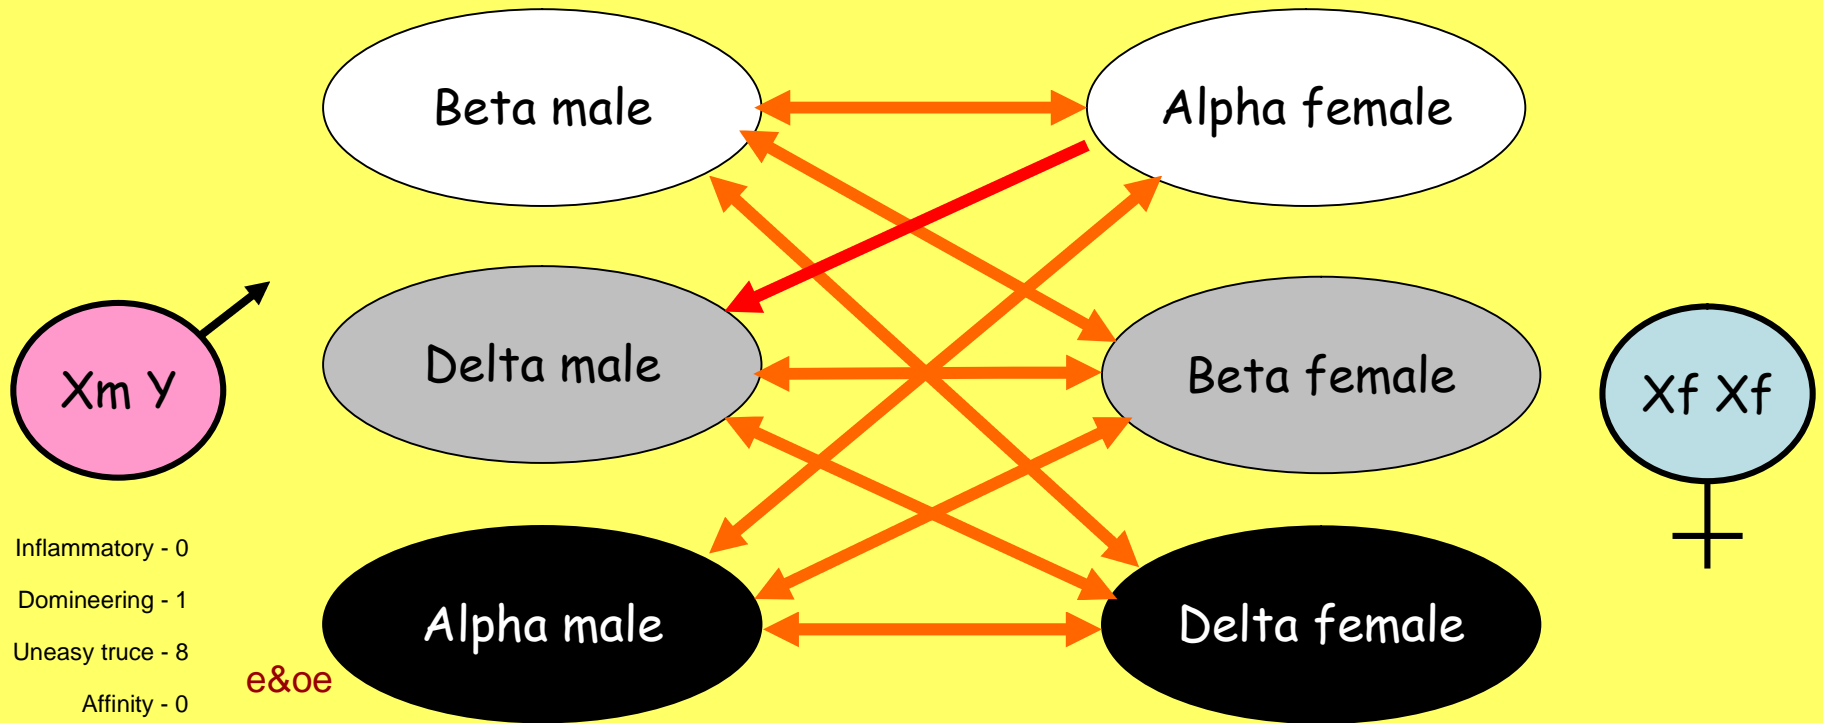 Beta male
Alpha female
Delta male
Beta female
Xm Y
Xf Xf
Alpha male
Delta female
Inflammatory - 0
Domineering - 1
Uneasy truce - 8
Affinity - 0
e&oe